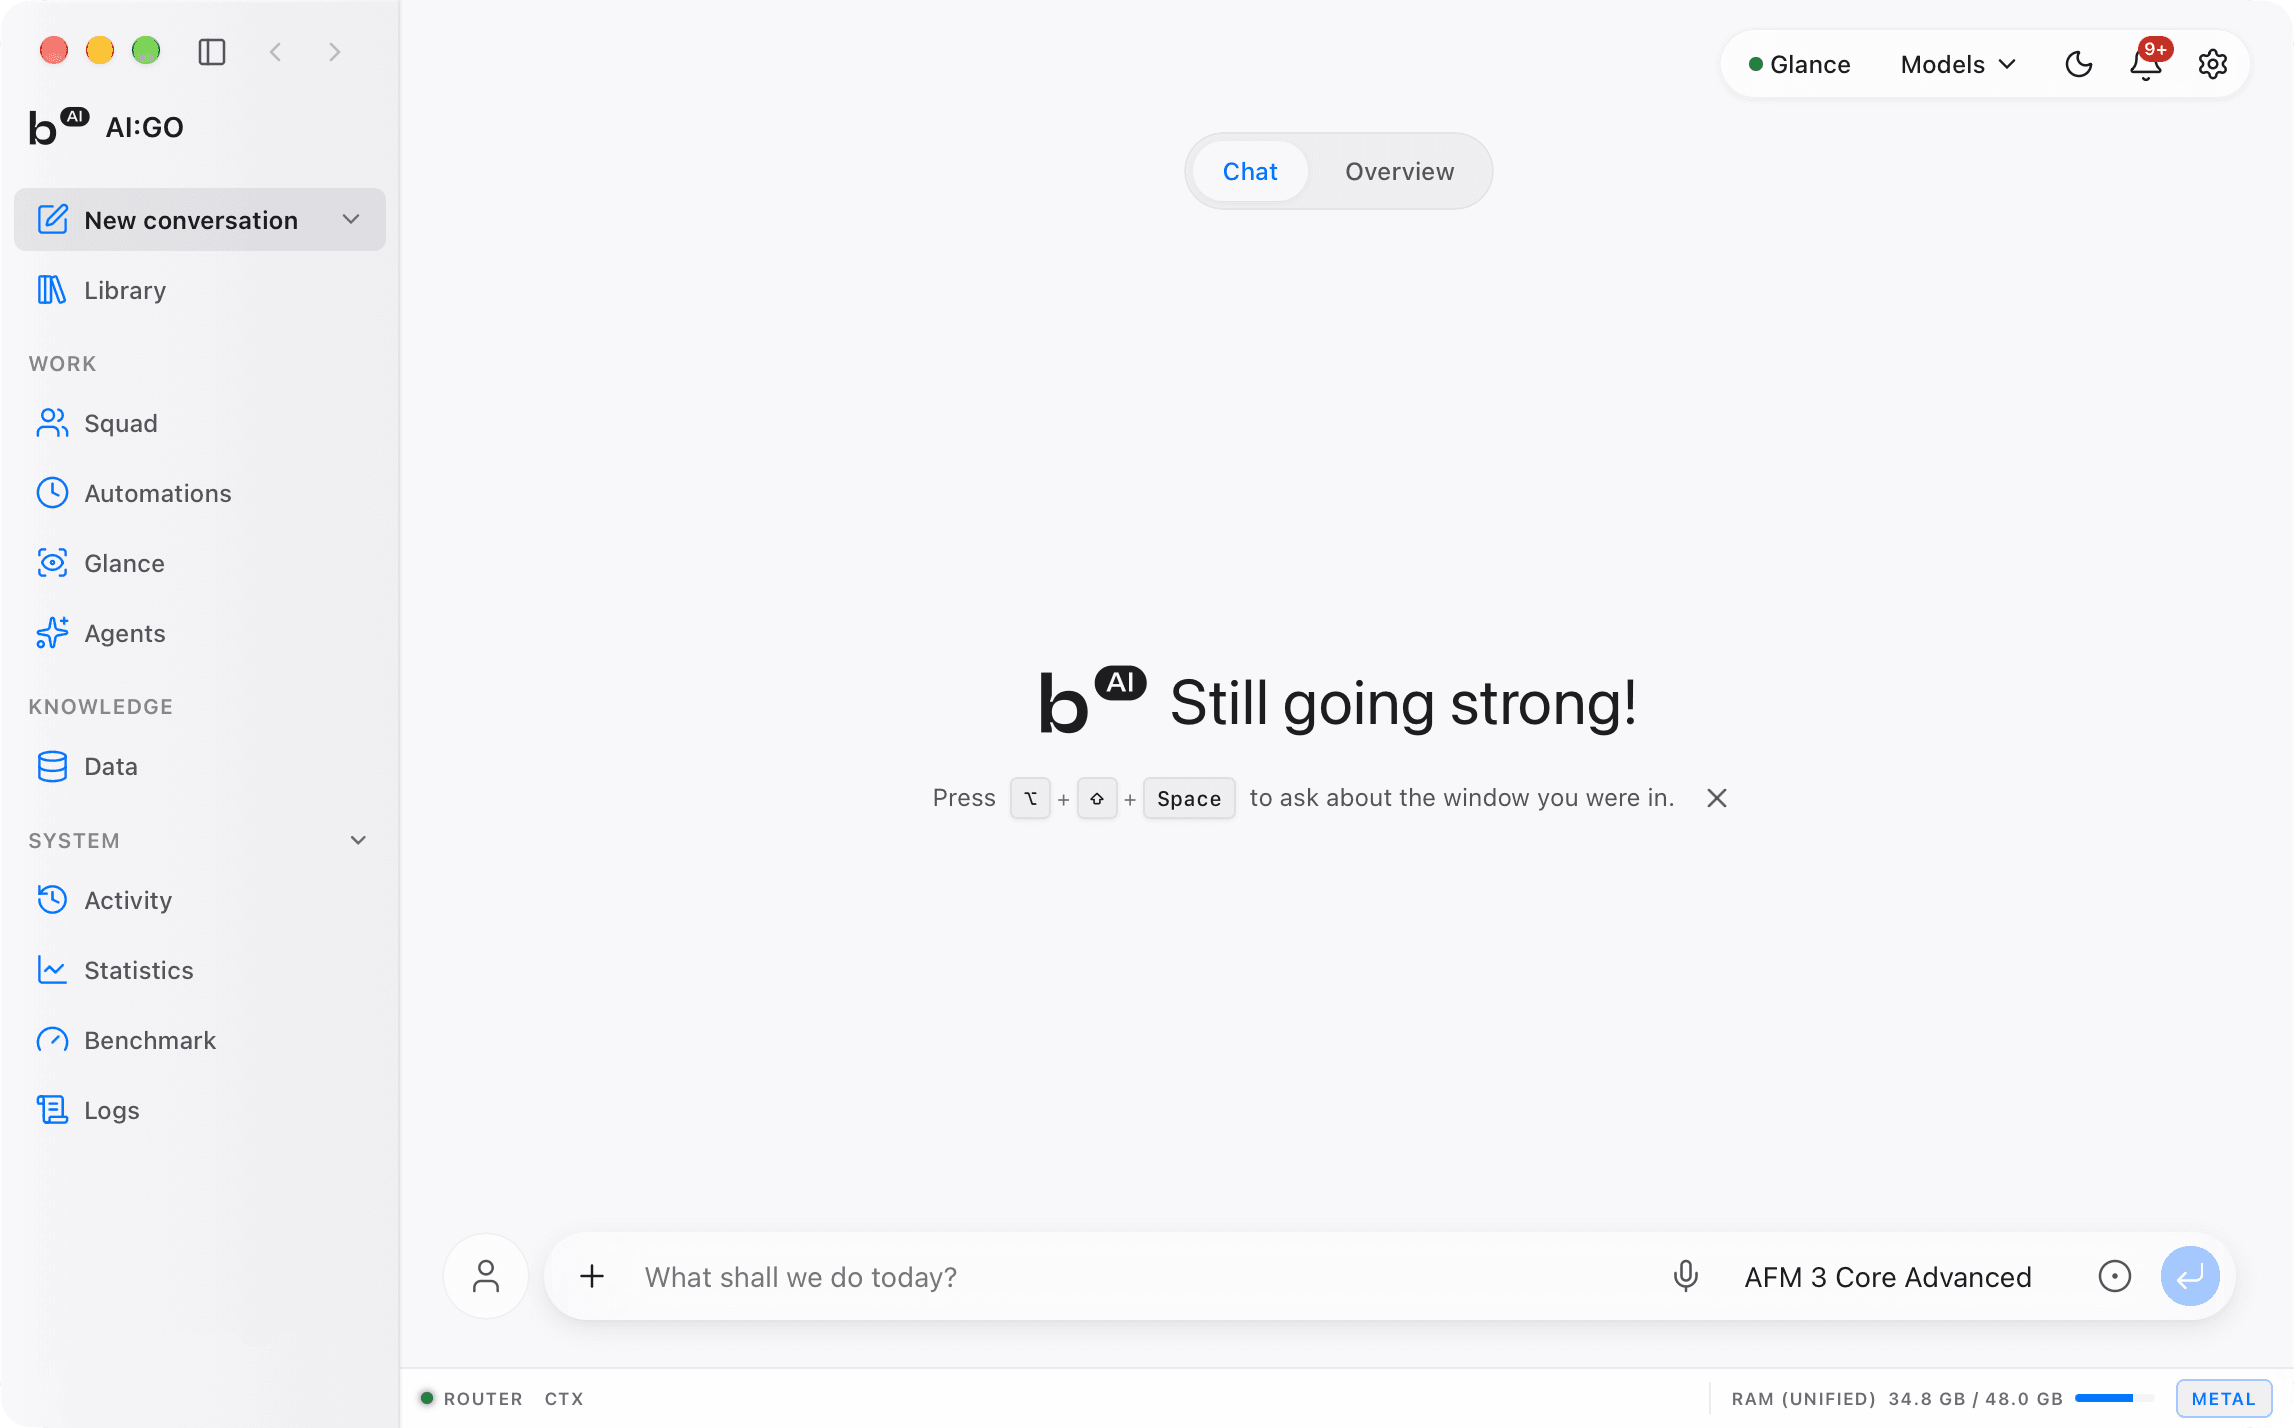 Glance Models 9+
b AI AI:GO
Chat Overview
New conversation
Library
WORK
Squad
Automations
Glance
Agents
KNOWLEDGE
Data
SYSTEM
Activity
Statistics
Benchmark
Logs
b AI Still going strong!
Press ⌥ + ⇧ + Space to ask about the window you were in.
What shall we do today? AFM 3 Core Advanced
ROUTER CTX RAM (UNIFIED) 34.8 GB / 48.0 GB METAL